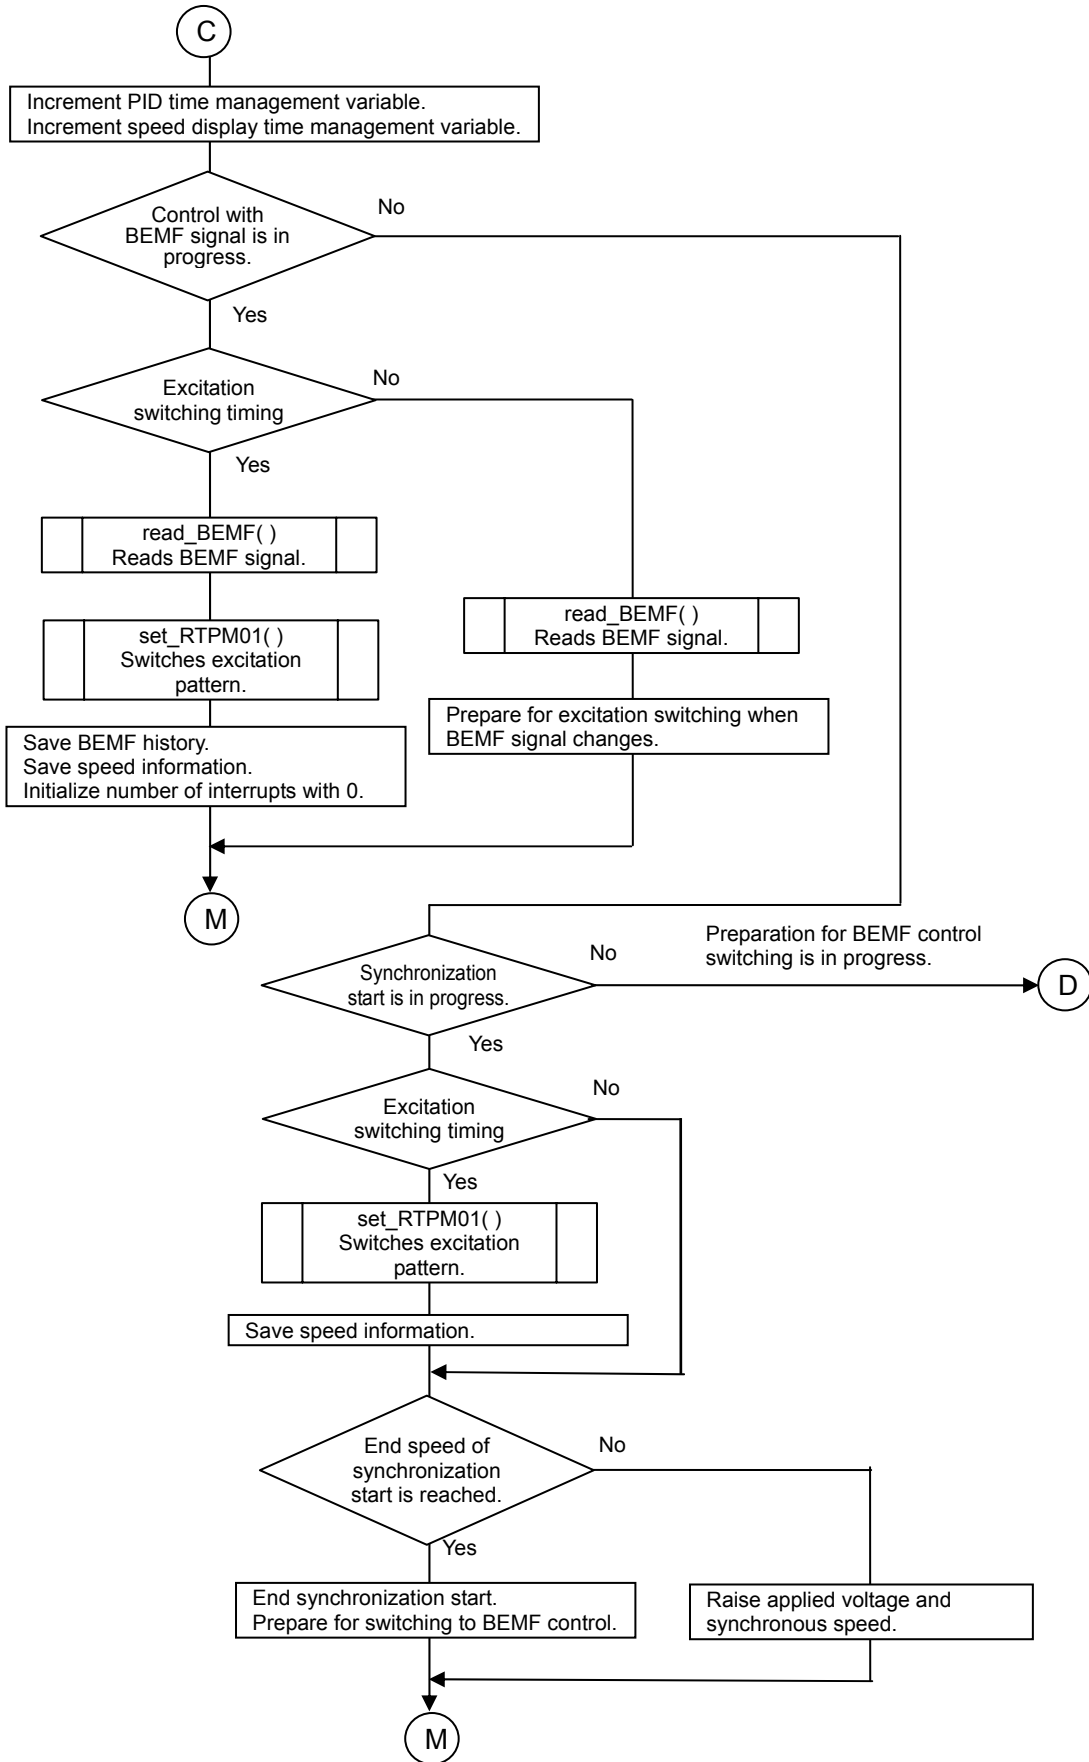 C
Increment PID time management variable.
Increment speed display time management variable.
Control with
BEMF signal is in
progress.
No
Yes
Excitation
switching timing
No
Yes
read_BEMF( )
Reads BEMF signal.
set_RTPM01( )
Switches excitation
pattern.
Save BEMF history.
Save speed information.
Initialize number of interrupts with 0.
read_BEMF( )
Reads BEMF signal.
Prepare for excitation switching when
BEMF signal changes.
M
Synchronization
start is in progress.
No
Preparation for BEMF control
switching is in progress.
D
Yes
Excitation
switching timing
No
Yes
set_RTPM01( )
Switches excitation
pattern.
Save speed information.
End speed of
synchronization
start is reached.
No
Yes
End synchronization start.
Prepare for switching to BEMF control.
Raise applied voltage and
synchronous speed.
M